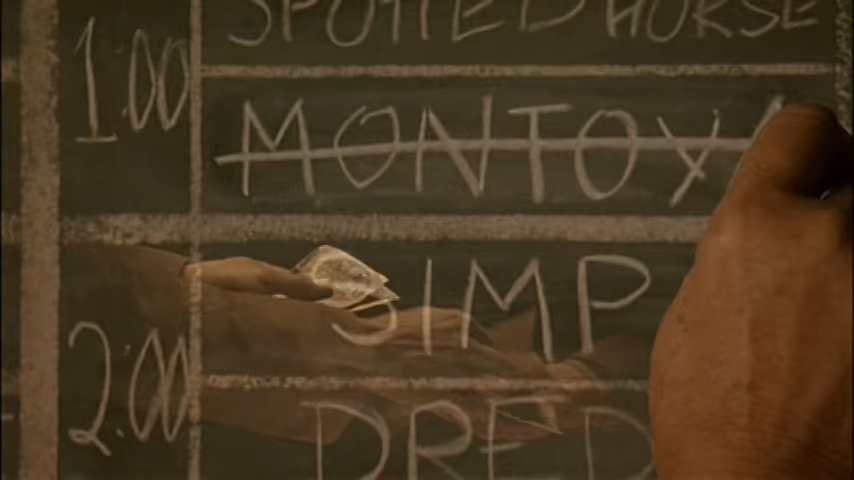 SPOTTED HORSE
1:00
MONTOYA
SIMP
2:00
DRED